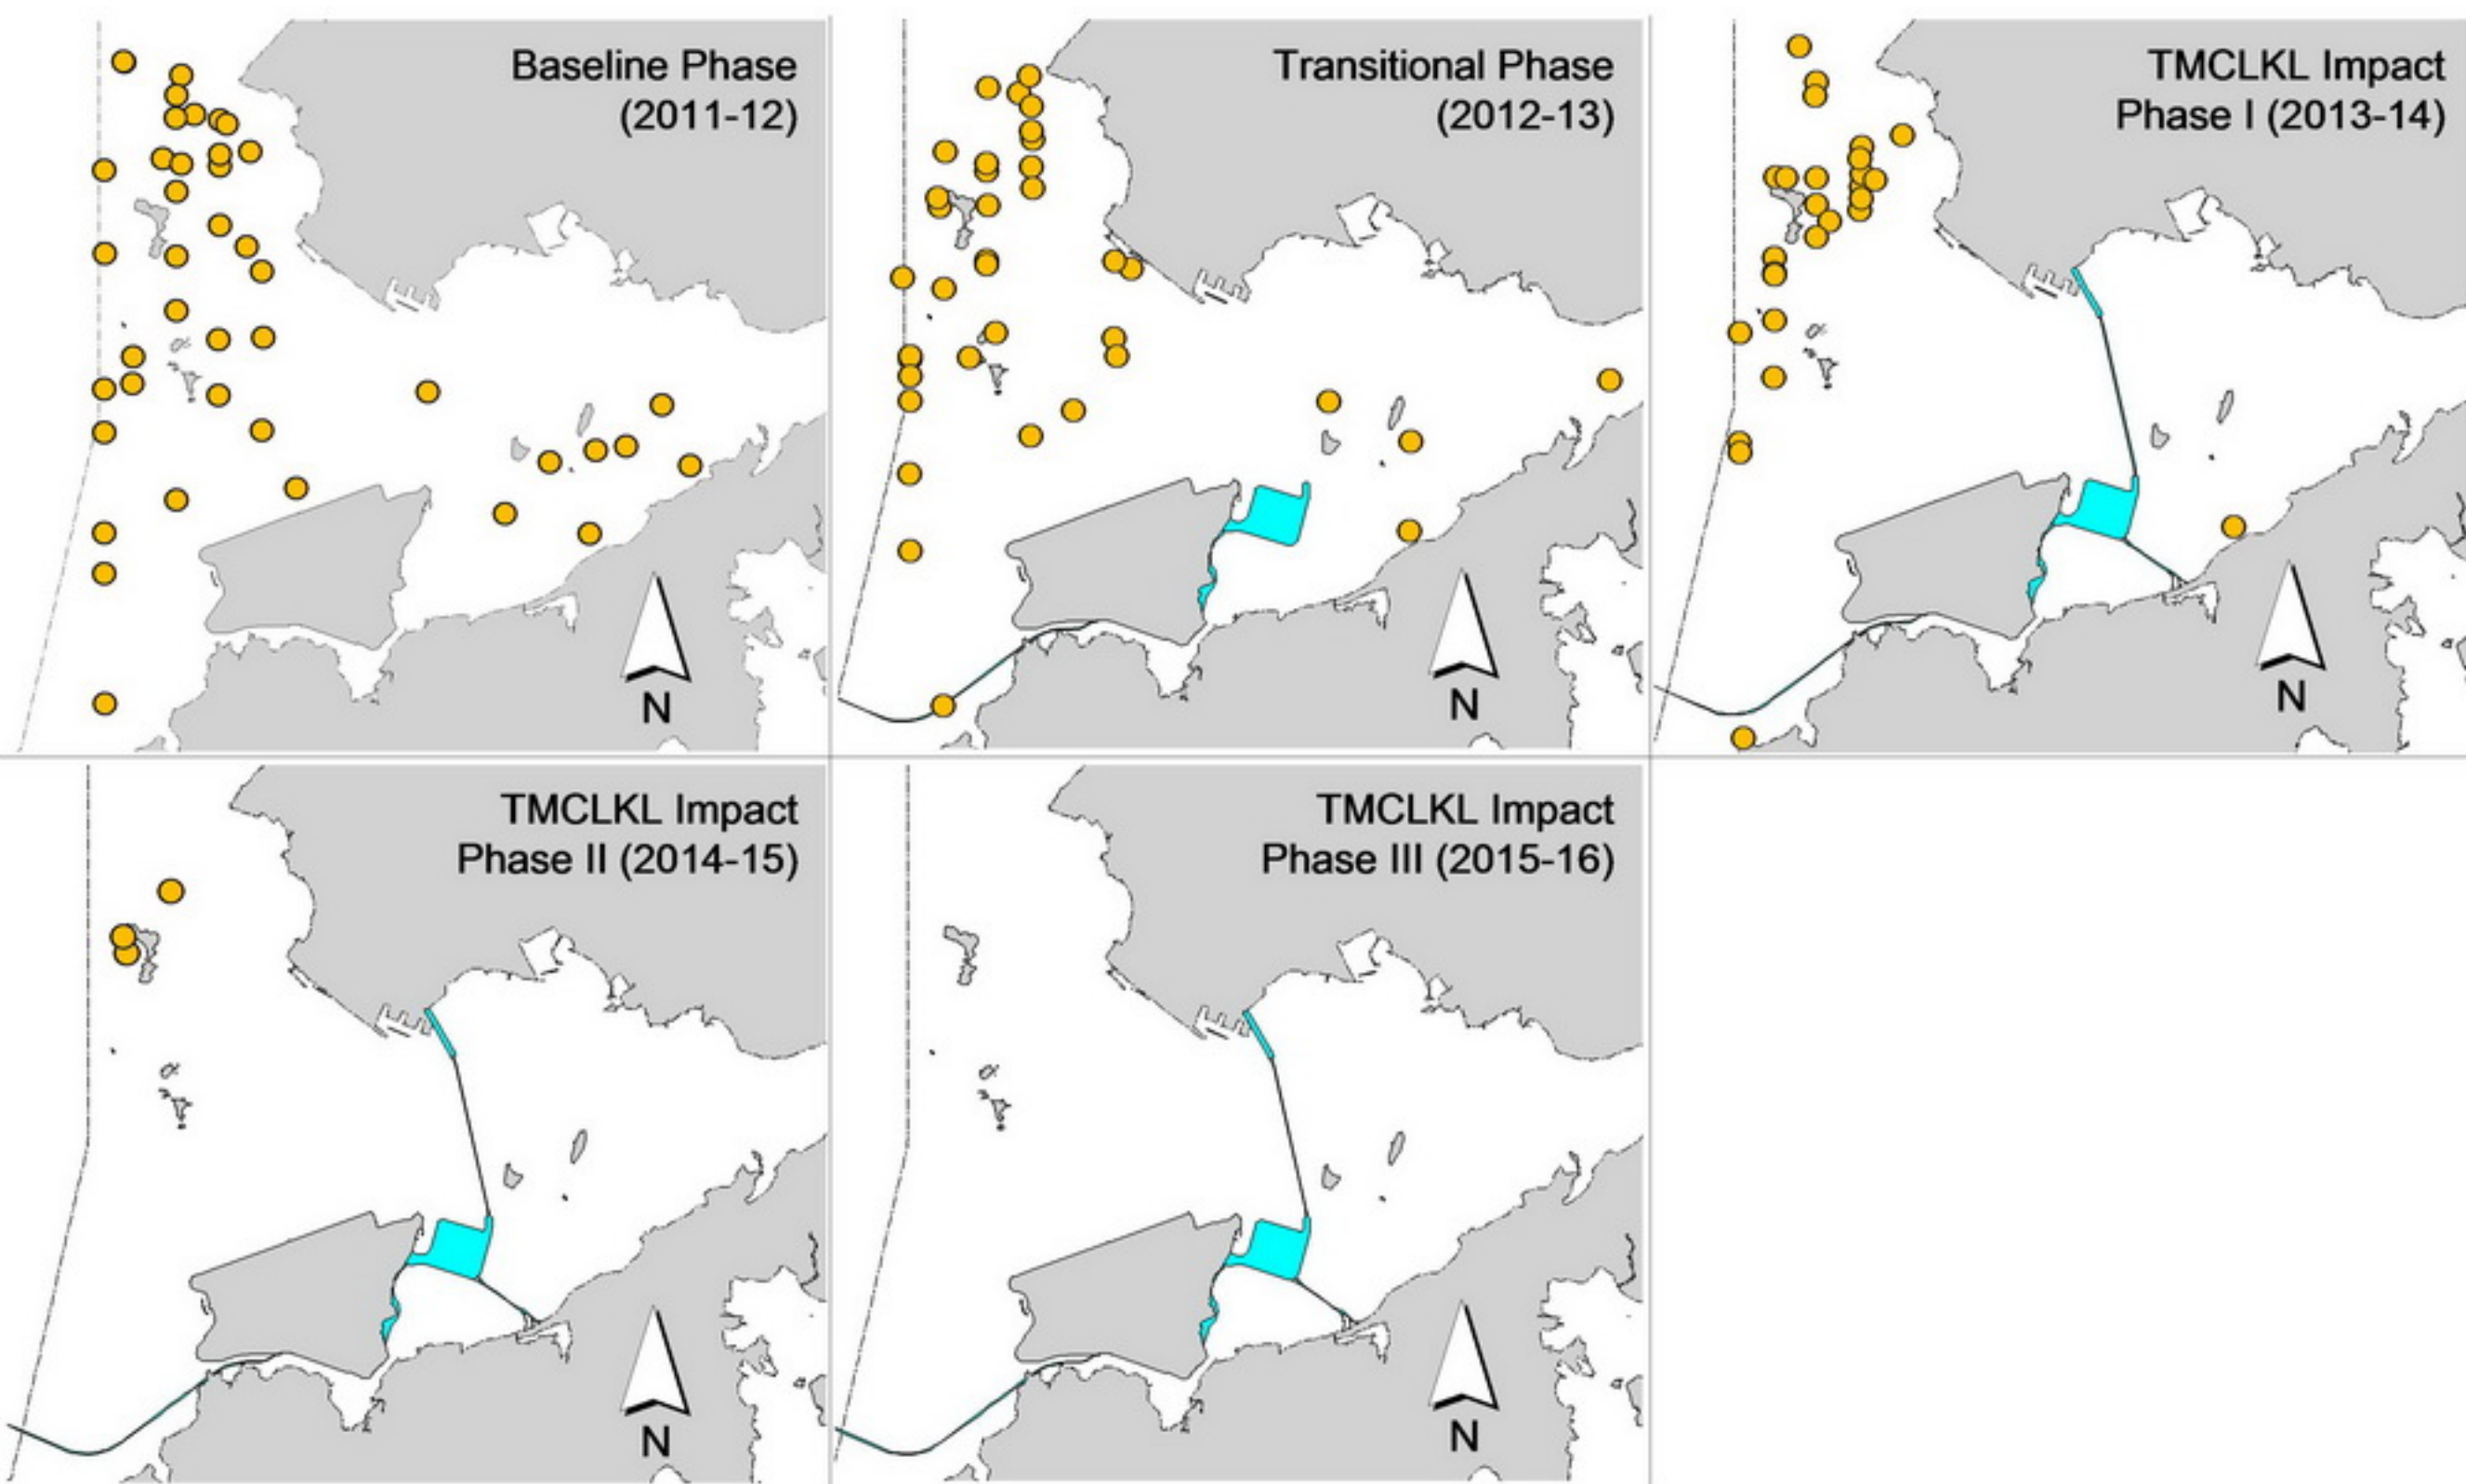 Baseline Phase
(2011-12)
Transitional Phase
(2012-13)
TMCLKL Impact
Phase I (2013-14)
N
N
N
TMCLKL Impact
Phase II (2014-15)
TMCLKL Impact
Phase III (2015-16)
N
N